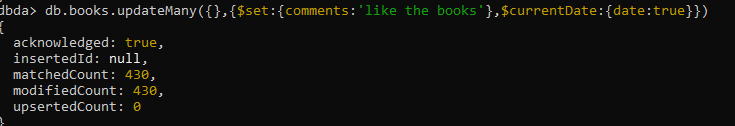 dbda> db.books.updateMany({},{$set:{comments:'like the books'},$currentDate:{date:true}})
{
  acknowledged: true,
  insertedId: null,
  matchedCount: 430,
  modifiedCount: 430,
  upsertedCount: 0
}